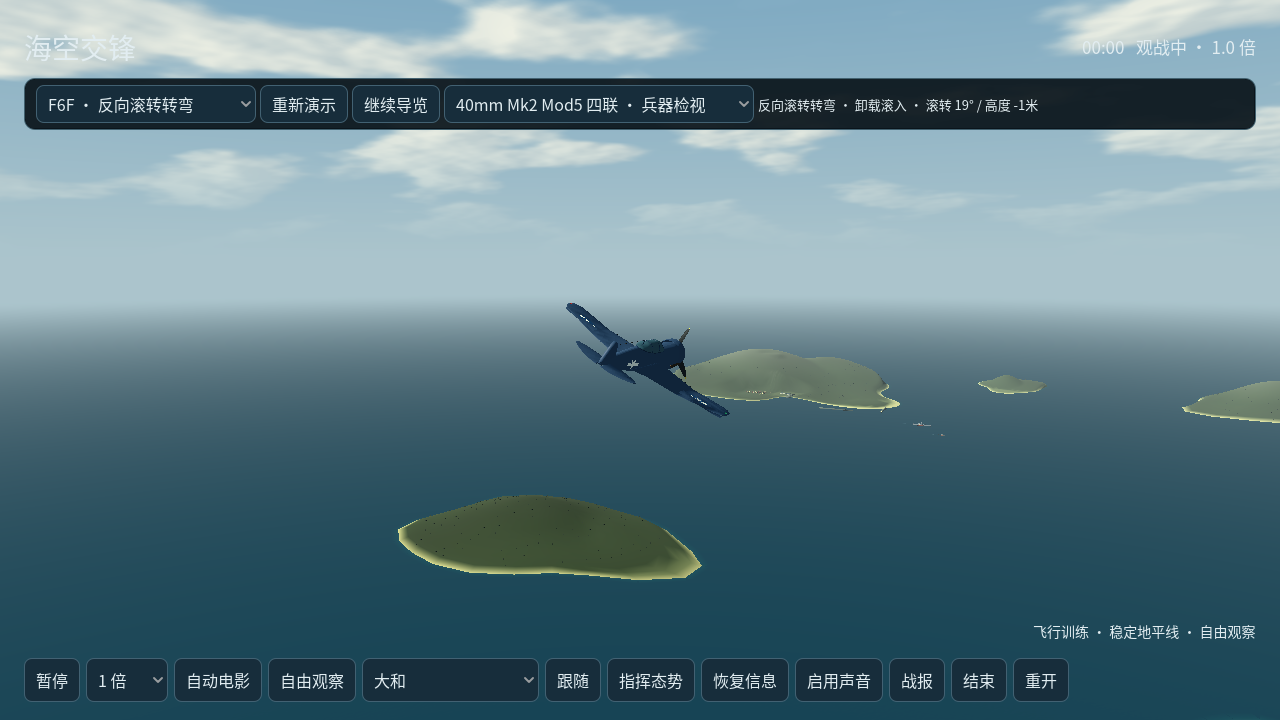 海空交锋
00:00 观战中 · 1.0 倍
F6F · 反向滚转转弯
重新演示
继续导览
40mm Mk2 Mod5 四联 · 兵器检视
反向滚转转弯 · 卸载滚入 · 滚转 19° / 高度 -1米
飞行训练 · 稳定地平线 · 自由观察
暂停
1 倍
自动电影
自由观察
大和
跟随
指挥态势
恢复信息
启用声音
战报
结束
重开